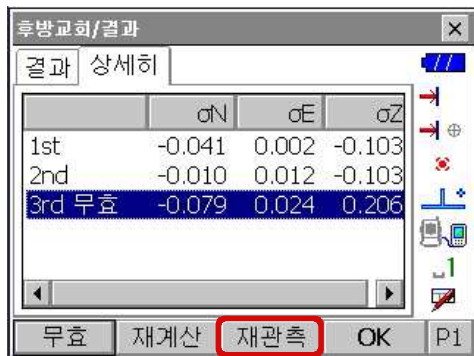 후방교회/결과
결과 상세히
σN σE σZ
1st -0.041 0.002 -0.103
2nd -0.010 0.012 -0.103
3rd 무효 -0.079 0.024 0.206
1
무효 재계산 재관측 OK P1